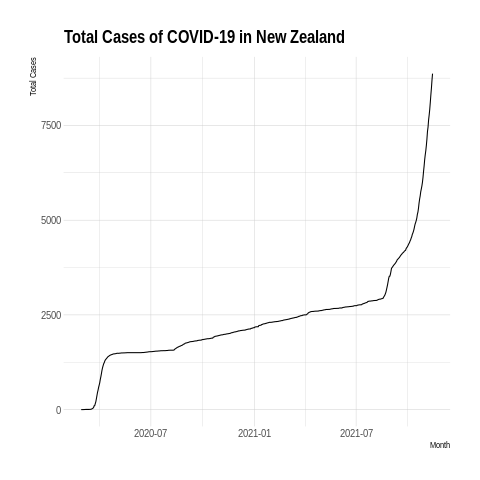 Total Cases of COVID-19 in New Zealand
Total Cases
7500
5000
2500
0
2020-07
2021-01
2021-07
Month